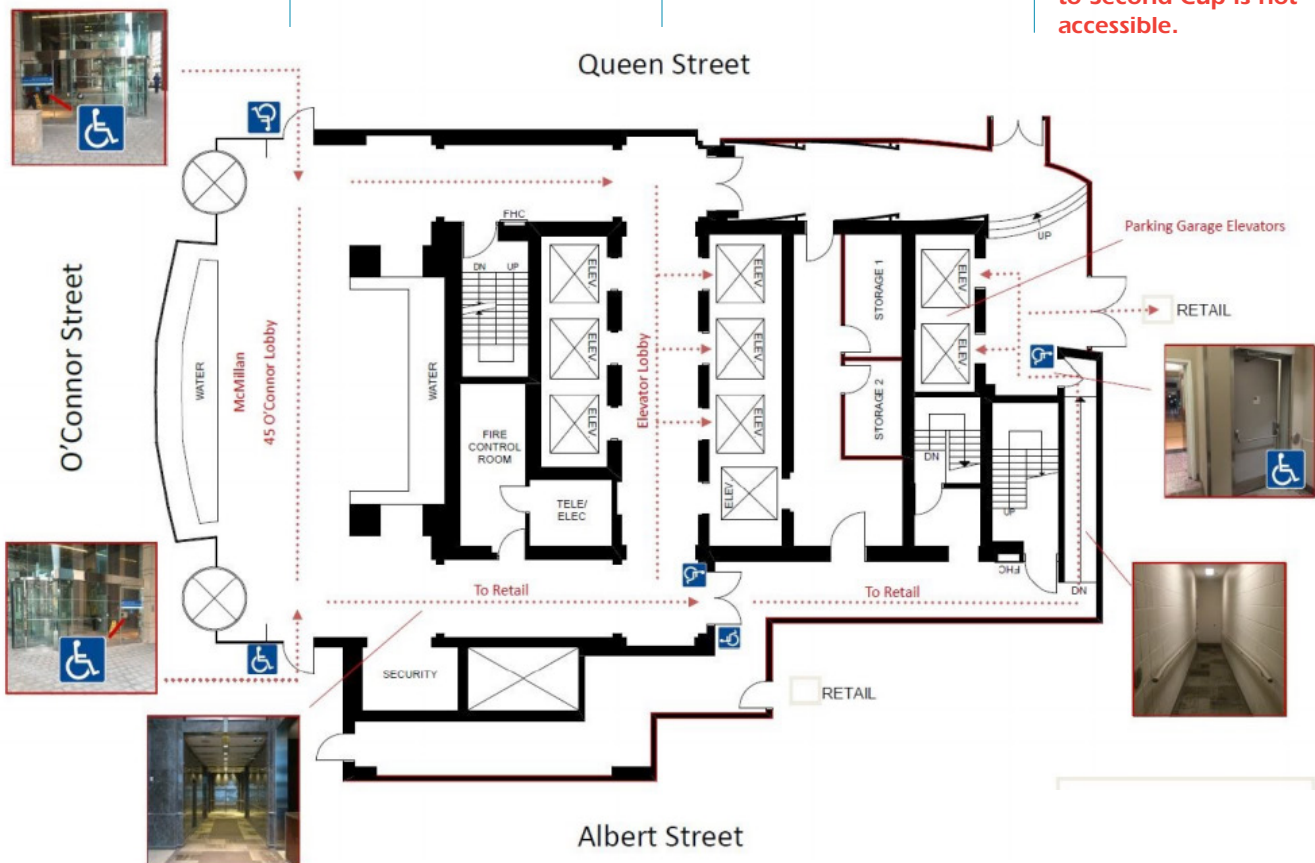 to Second Cup is not
accessible.
Queen Street
FHC
UP
Parking Garage Elevators
DN UP
ELEV
ELEV
STORAGE 1
ELEV
RETAIL
O'Connor Street
WATER
McMillan
45 O'Connor Lobby
WATER
Elevator Lobby
ELEV
ELEV
ELEV
STORAGE 2
FIRE
CONTROL
ROOM
ELEV
ELEV
DN
ELEV
TELE/
ELEC
UP
FHC
To Retail
To Retail
DN
SECURITY
RETAIL
Albert Street